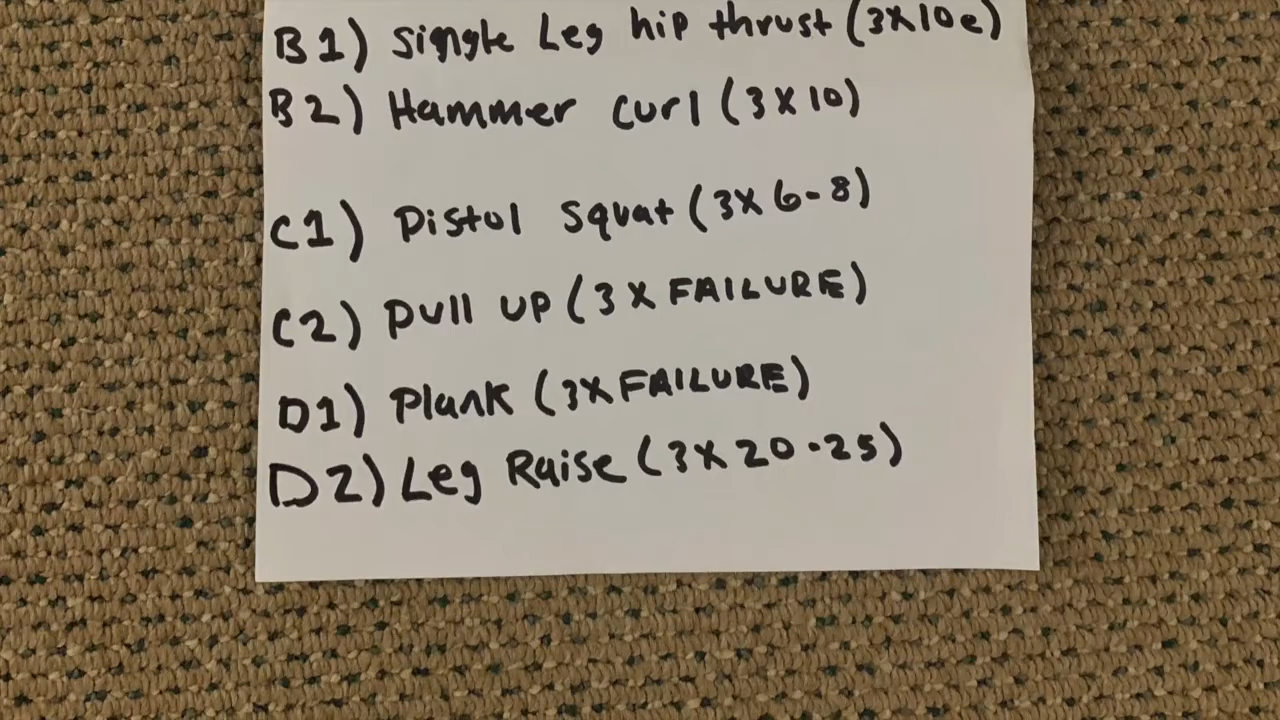 B1) single Leg hip thrust (3x10e)
B2) Hammer curl (3x10)
C1) Pistol squat (3x6-8)
C2) pull up (3x FAILURE)
D1) Plank (3x FAILURE)
D2) Leg Raise (3x20-25)